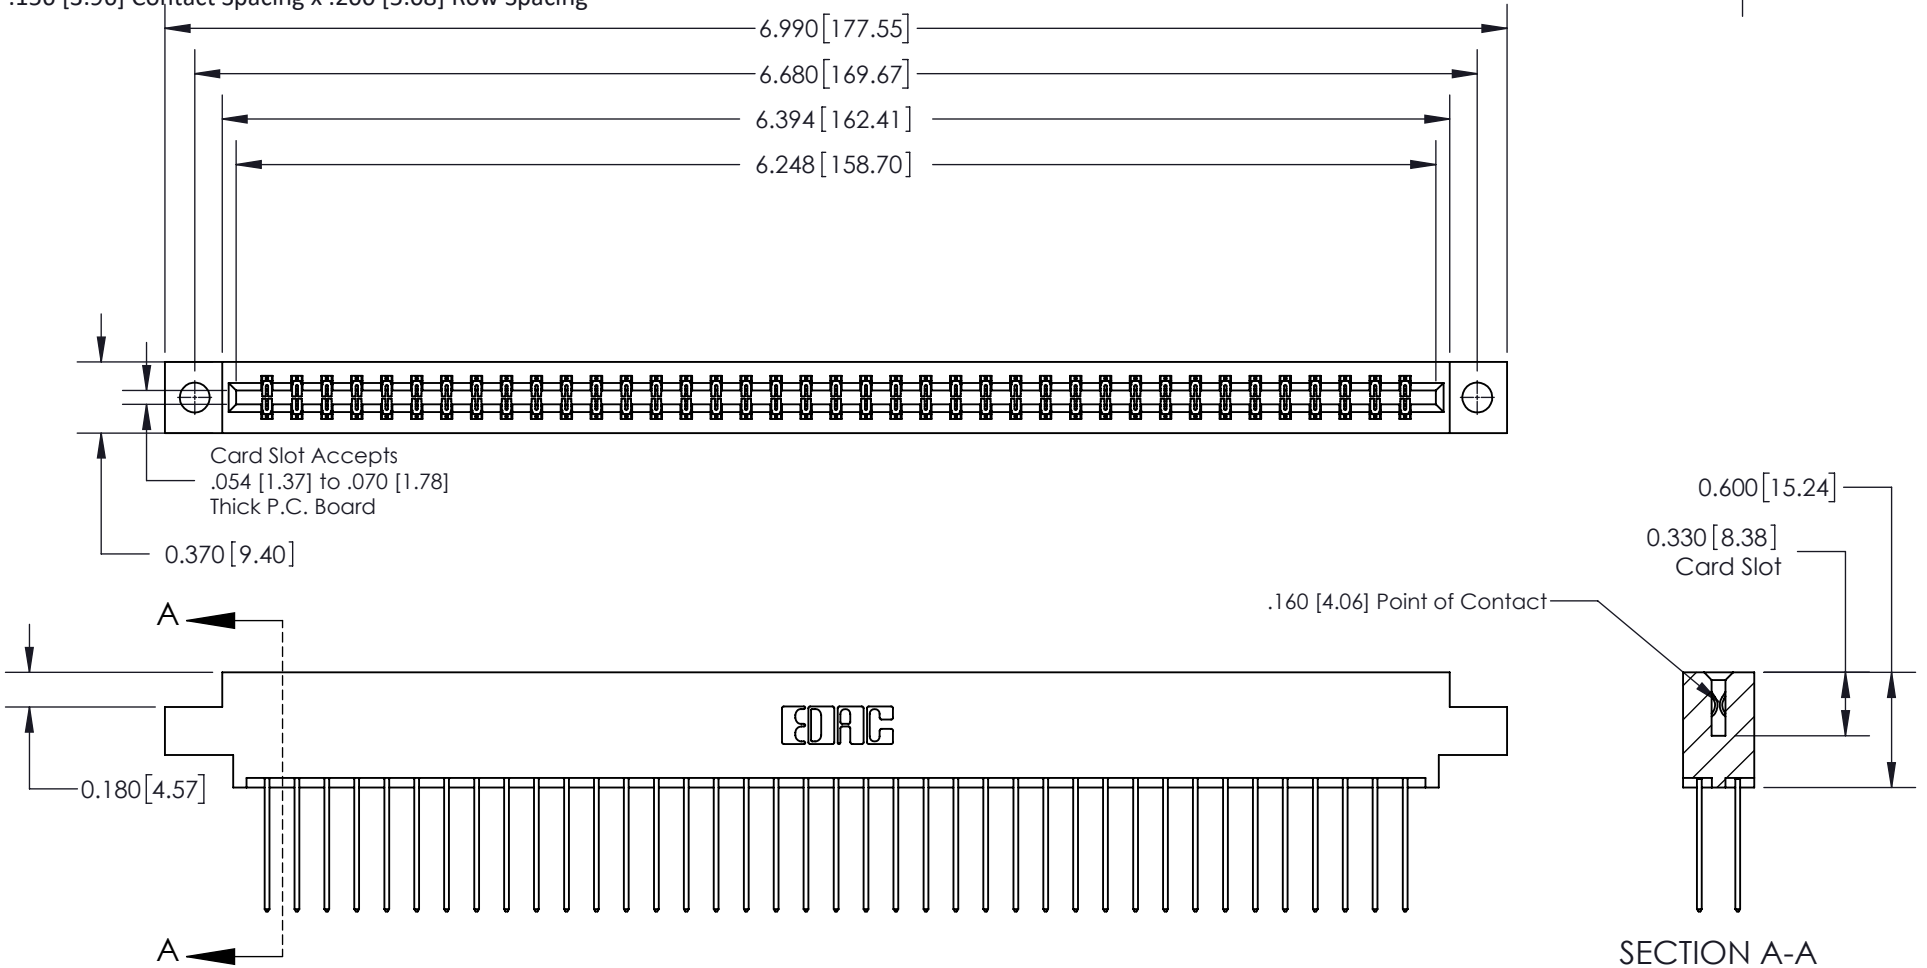 .156 [3.96] Contact Spacing x .200 [5.08] Row Spacing
6.990[177.55]
6.680[169.67]
6.394[162.41]
6.248[158.70]
Card Slot Accepts
.054 [1.37] to .070 [1.78]
Thick P.C. Board
0.370[9.40]
0.600[15.24]
0.330[8.38]
Card Slot
.160 [4.06] Point of Contact
A
EDAC
0.180[4.57]
A
SECTION A-A